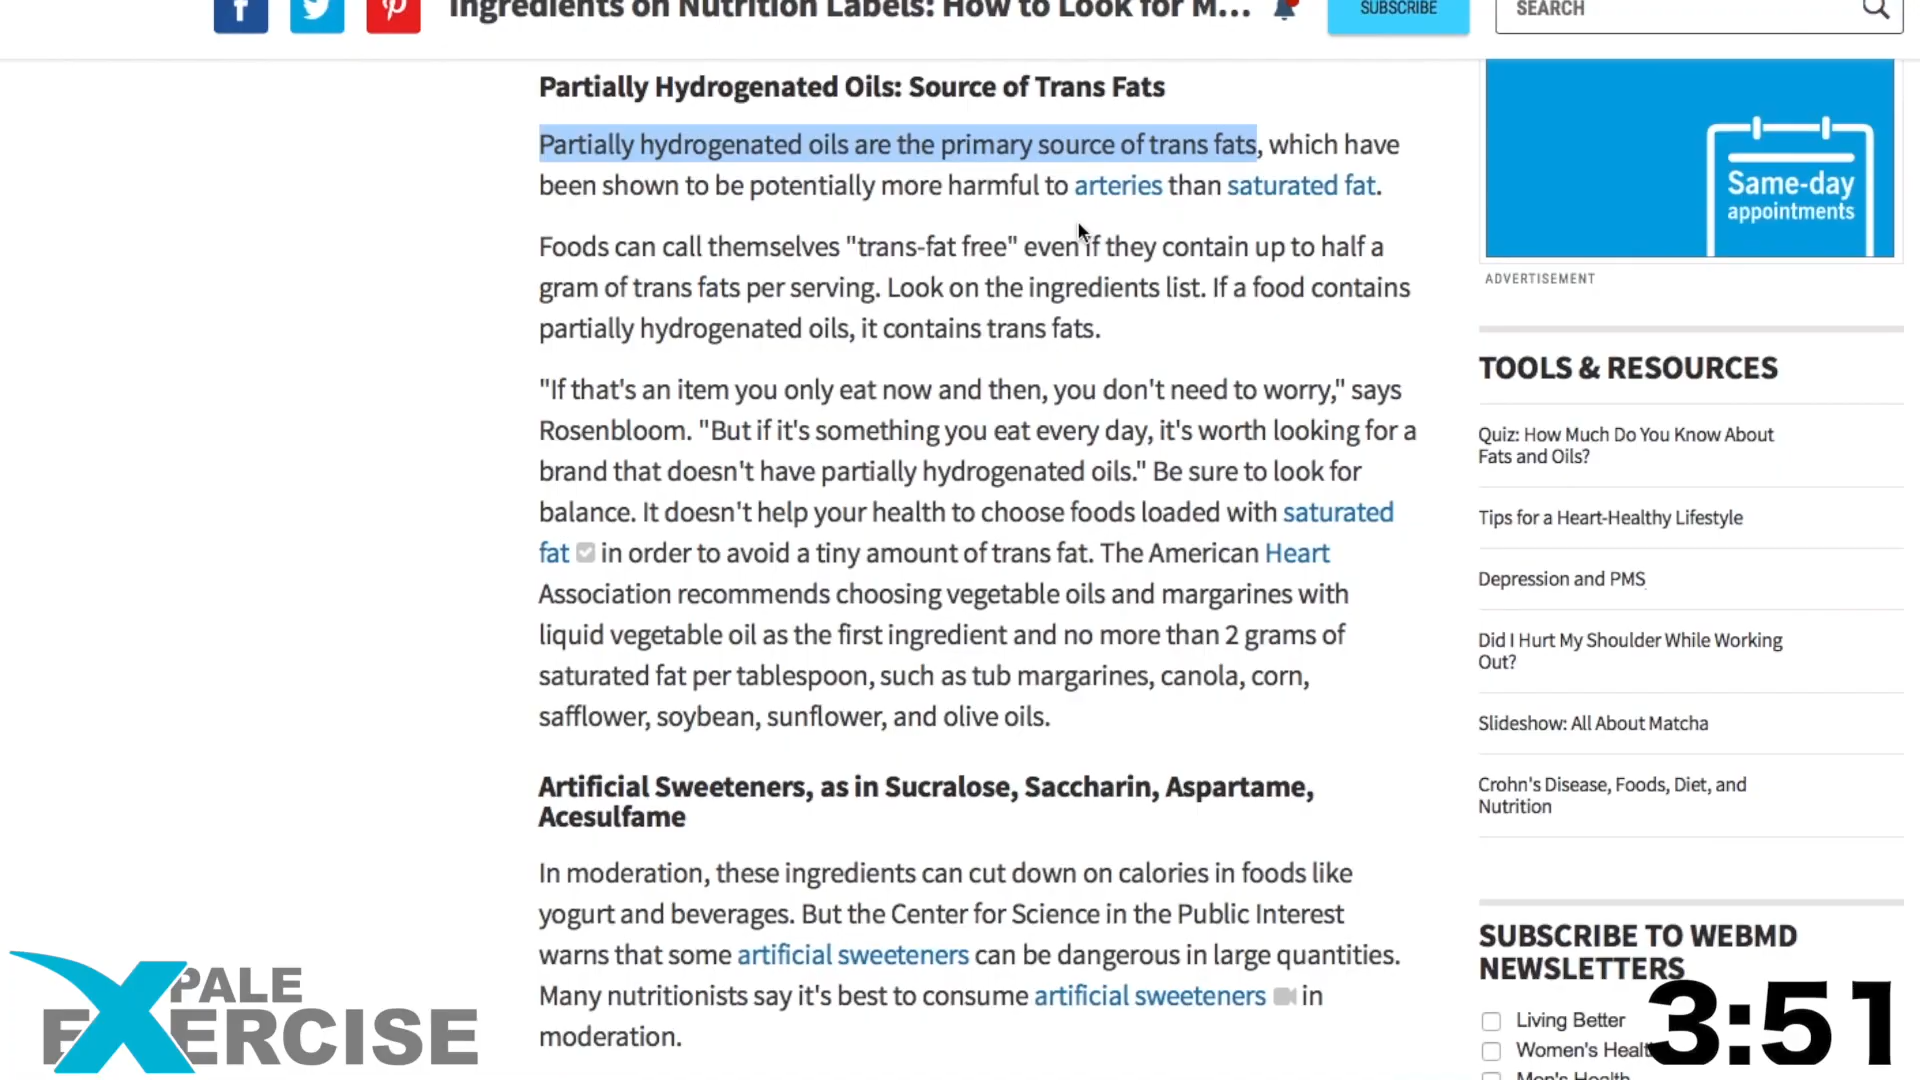 Ingredients on Nutrition Labels: How to Look for M...
SUBSCRIBE
SEARCH
Partially Hydrogenated Oils: Source of Trans Fats
Partially hydrogenated oils are the primary source of trans fats, which have
been shown to be potentially more harmful to arteries than saturated fat.
Foods can call themselves "trans-fat free" even if they contain up to half a
gram of trans fats per serving. Look on the ingredients list. If a food contains
partially hydrogenated oils, it contains trans fats.
"If that's an item you only eat now and then, you don't need to worry," says
Rosenbloom. "But if it's something you eat every day, it's worth looking for a
brand that doesn't have partially hydrogenated oils." Be sure to look for
balance. It doesn't help your health to choose foods loaded with saturated
fat in order to avoid a tiny amount of trans fat. The American Heart
Association recommends choosing vegetable oils and margarines with
liquid vegetable oil as the first ingredient and no more than 2 grams of
saturated fat per tablespoon, such as tub margarines, canola, corn,
safflower, soybean, sunflower, and olive oils.
Artificial Sweeteners, as in Sucralose, Saccharin, Aspartame,
Acesulfame
In moderation, these ingredients can cut down on calories in foods like
yogurt and beverages. But the Center for Science in the Public Interest
warns that some artificial sweeteners can be dangerous in large quantities.
Many nutritionists say it's best to consume artificial sweeteners in
moderation.
Same-day
appointments
ADVERTISEMENT
TOOLS & RESOURCES
Quiz: How Much Do You Know About
Fats and Oils?
Tips for a Heart-Healthy Lifestyle
Depression and PMS
Did I Hurt My Shoulder While Working
Out?
Slideshow: All About Matcha
Crohn's Disease, Foods, Diet, and
Nutrition
SUBSCRIBE TO WEBMD
NEWSLETTERS
Living Better
Women's Healt
Men's Health
PALE
EXERCISE
3:51